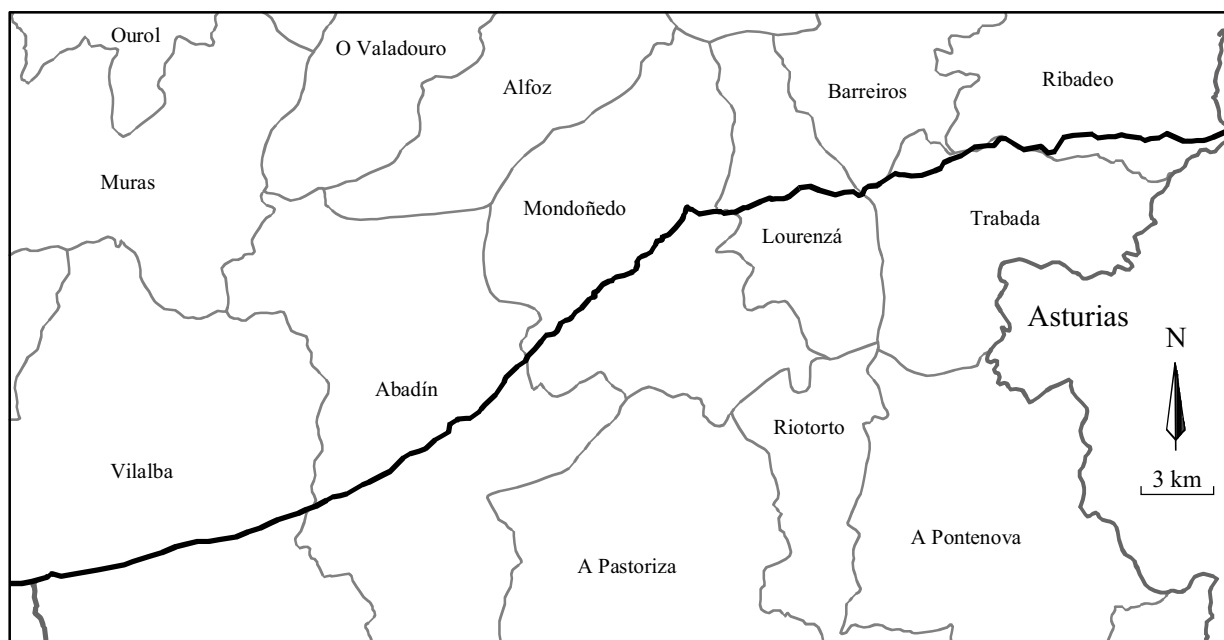 Ourol
O Valadouro
Alfoz
Barreiros
Ribadeo
Muras
Mondoñedo
Lourenzá
Trabada
Asturias
N
Abadín
Riotorto
Vilalba
3 km
A Pastoriza
A Pontenova